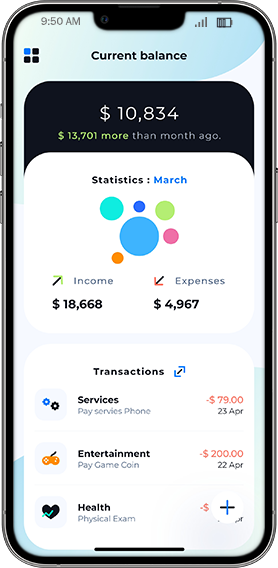 9:50 AM
Current balance
$ 10,834
$ 13,701 more than month ago.
Statistics : March
Income
Expenses
$ 18,668
$ 4,967
Transactions
Services
-$ 79.00
Pay servies Phone
23 Apr
Entertainment
-$ 200.00
Pay Game Coin
22 Apr
Health
-$
Physical Exam